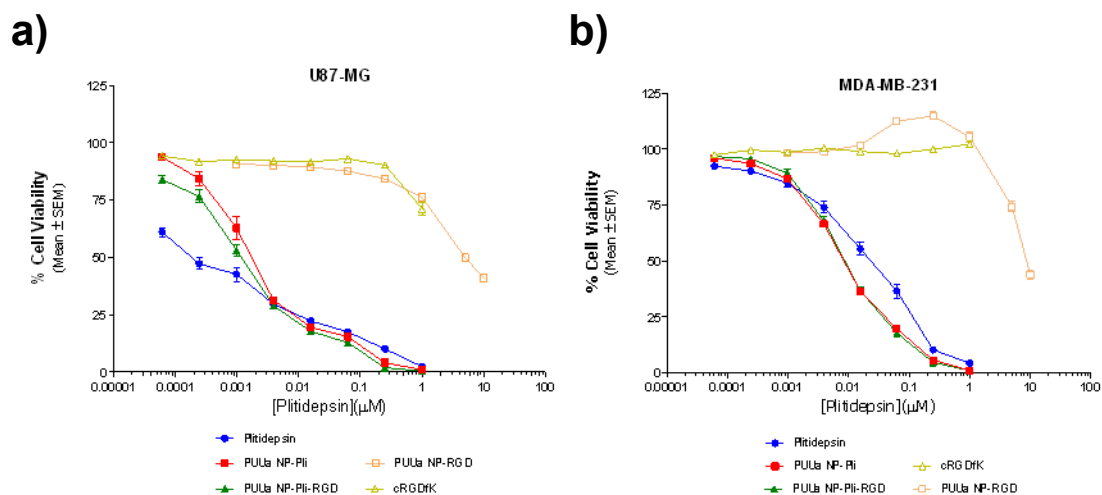 a)
U87-MG
125
100
75
50
25
0
% Cell Viability
(Mean ± SEM)
0.00001 0.0001 0.001 0.01 0.1 1 10 100
[Plitidepsin](µM)
Plitidepsin
PUUa NP-Pli PUUa NP-RGD
PUUa NP-Pli-RGD cRGDfK
b)
MDA-MB-231
125
100
75
50
25
0
% Cell Viability
(Mean ±SEM)
0.00001 0.0001 0.001 0.01 0.1 1 10 100
[Plitidepsin](µM)
Plitidepsin
PUUa NP-Pli cRGDfK
PUUa NP-Pli-RGD PUUa NP-RGD